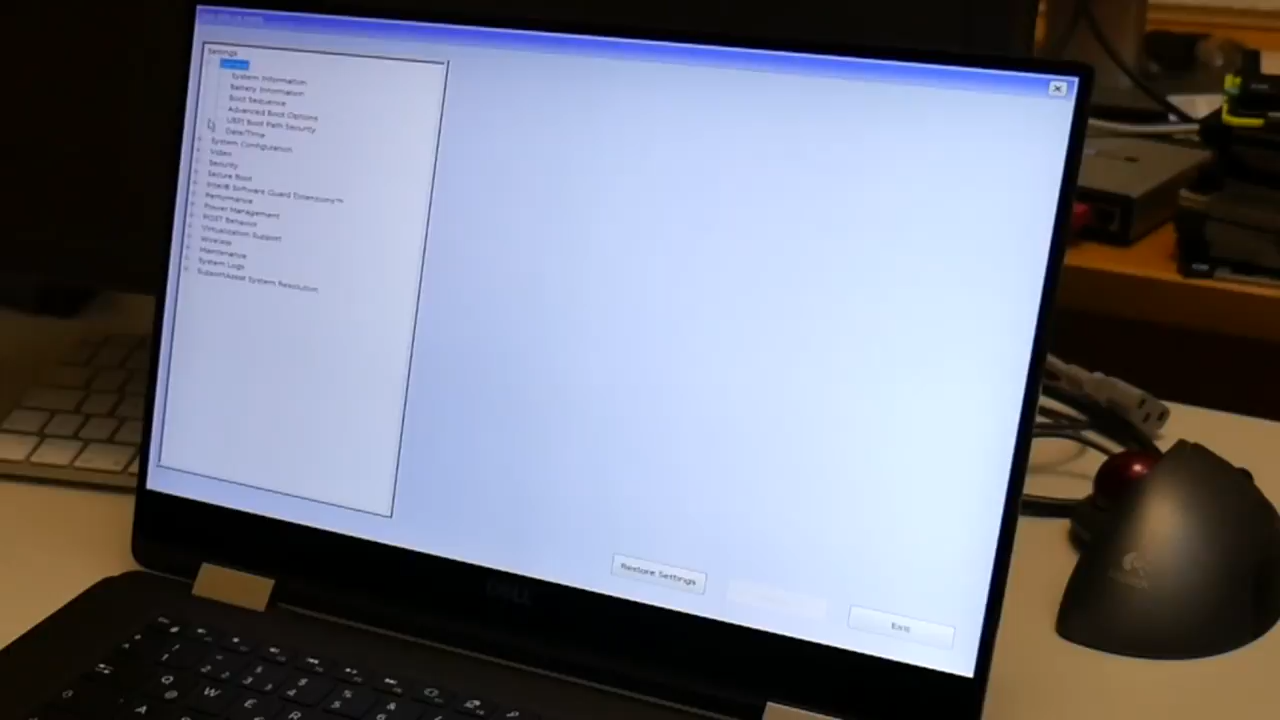 Settings
General
System Information
Battery Information
Boot Sequence
Advanced Boot Options
UEFI Boot Path Security
Date/Time
System Configuration
Video
Security
Secure Boot
Intel® Software Guard Extensions™
Performance
Power Management
POST Behavior
Virtualization Support
Wireless
Maintenance
System Logs
SupportAssist System Resolution
Restore Settings
Exit
DELL